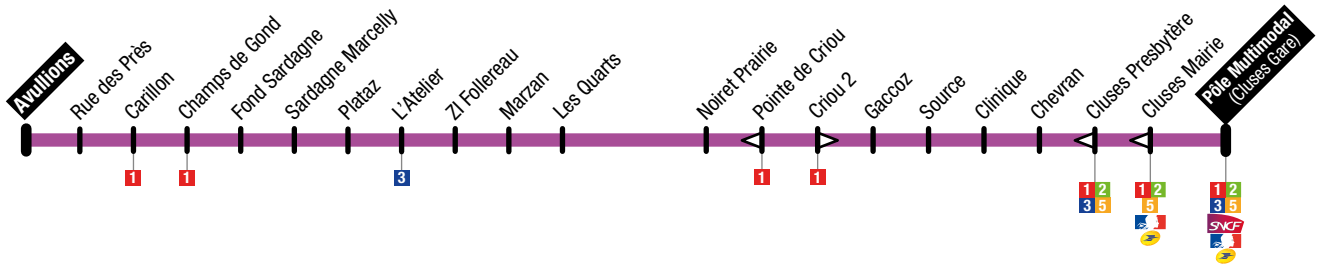 Avullions
Rue des Près
Carillon
Champs de Gond
Fond Sardagne
Sardagne Marcelly
Plataz
L'Atelier
ZI Follereau
Marzan
Les Quarts
Noiret Prairie
Pointe de Criou
Criou 2
Gaccoz
Source
Clinique
Chevran
Cluses Presbytère
Cluses Mairie
Pôle Multimodal
(Cluses Gare)
1
1
3
1
1
1 2
3 5
1 2
5
1 2
3 5
SNCF